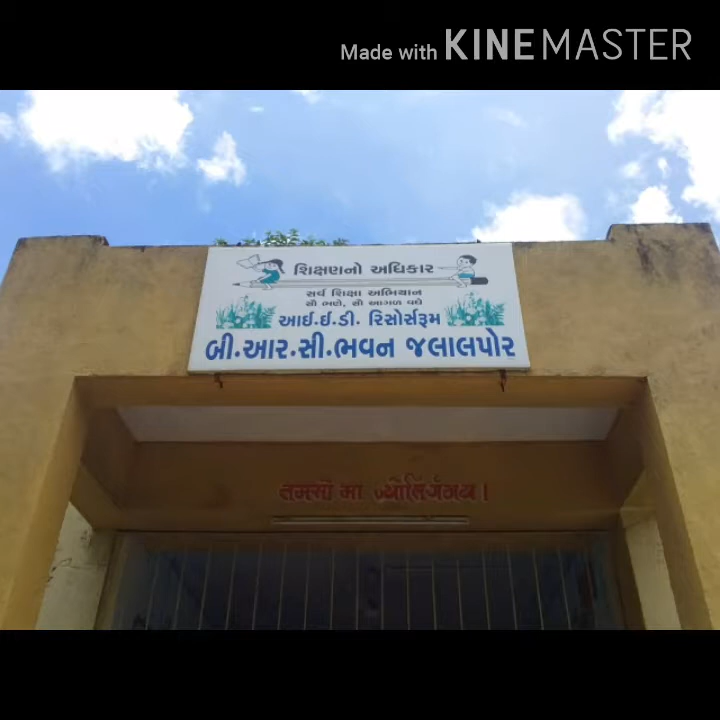 Made with KINEMASTER
શિક્ષણનો અધિકાર
સર્વ શિક્ષા અભિયાન
સૌ ભણે, સૌ આગળ વધે
આઈ.ઈ.ડી. રિસોર્સરૂમ
બી.આર.સી.ભવન જલાલપોર
તમસો મા જ્યોતિર્ગમય।